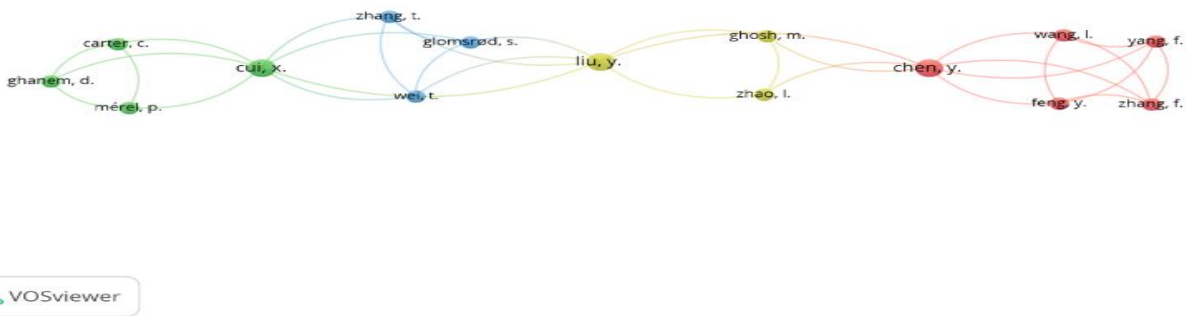 zhang, t.
carter, c.
glomsrød, s.
ghosh, m.
wang, l.
yang, f.
cui, x.
liu, y.
chen, y.
ghanem, d.
mérel, p.
wei, t.
zhao, l.
feng, y.
zhang, f.
VOSviewer